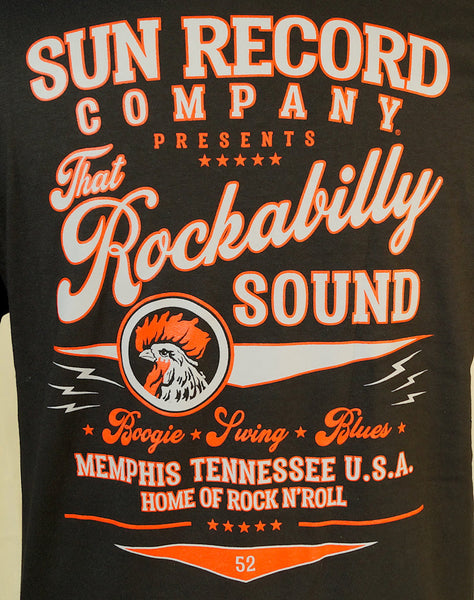 SUN RECORD
COMPANY®
PRESENTS
That
Rockabilly
SOUND
Boogie ★ Swing ★ Blues
MEMPHIS TENNESSEE U.S.A.
HOME OF ROCK N'ROLL
52